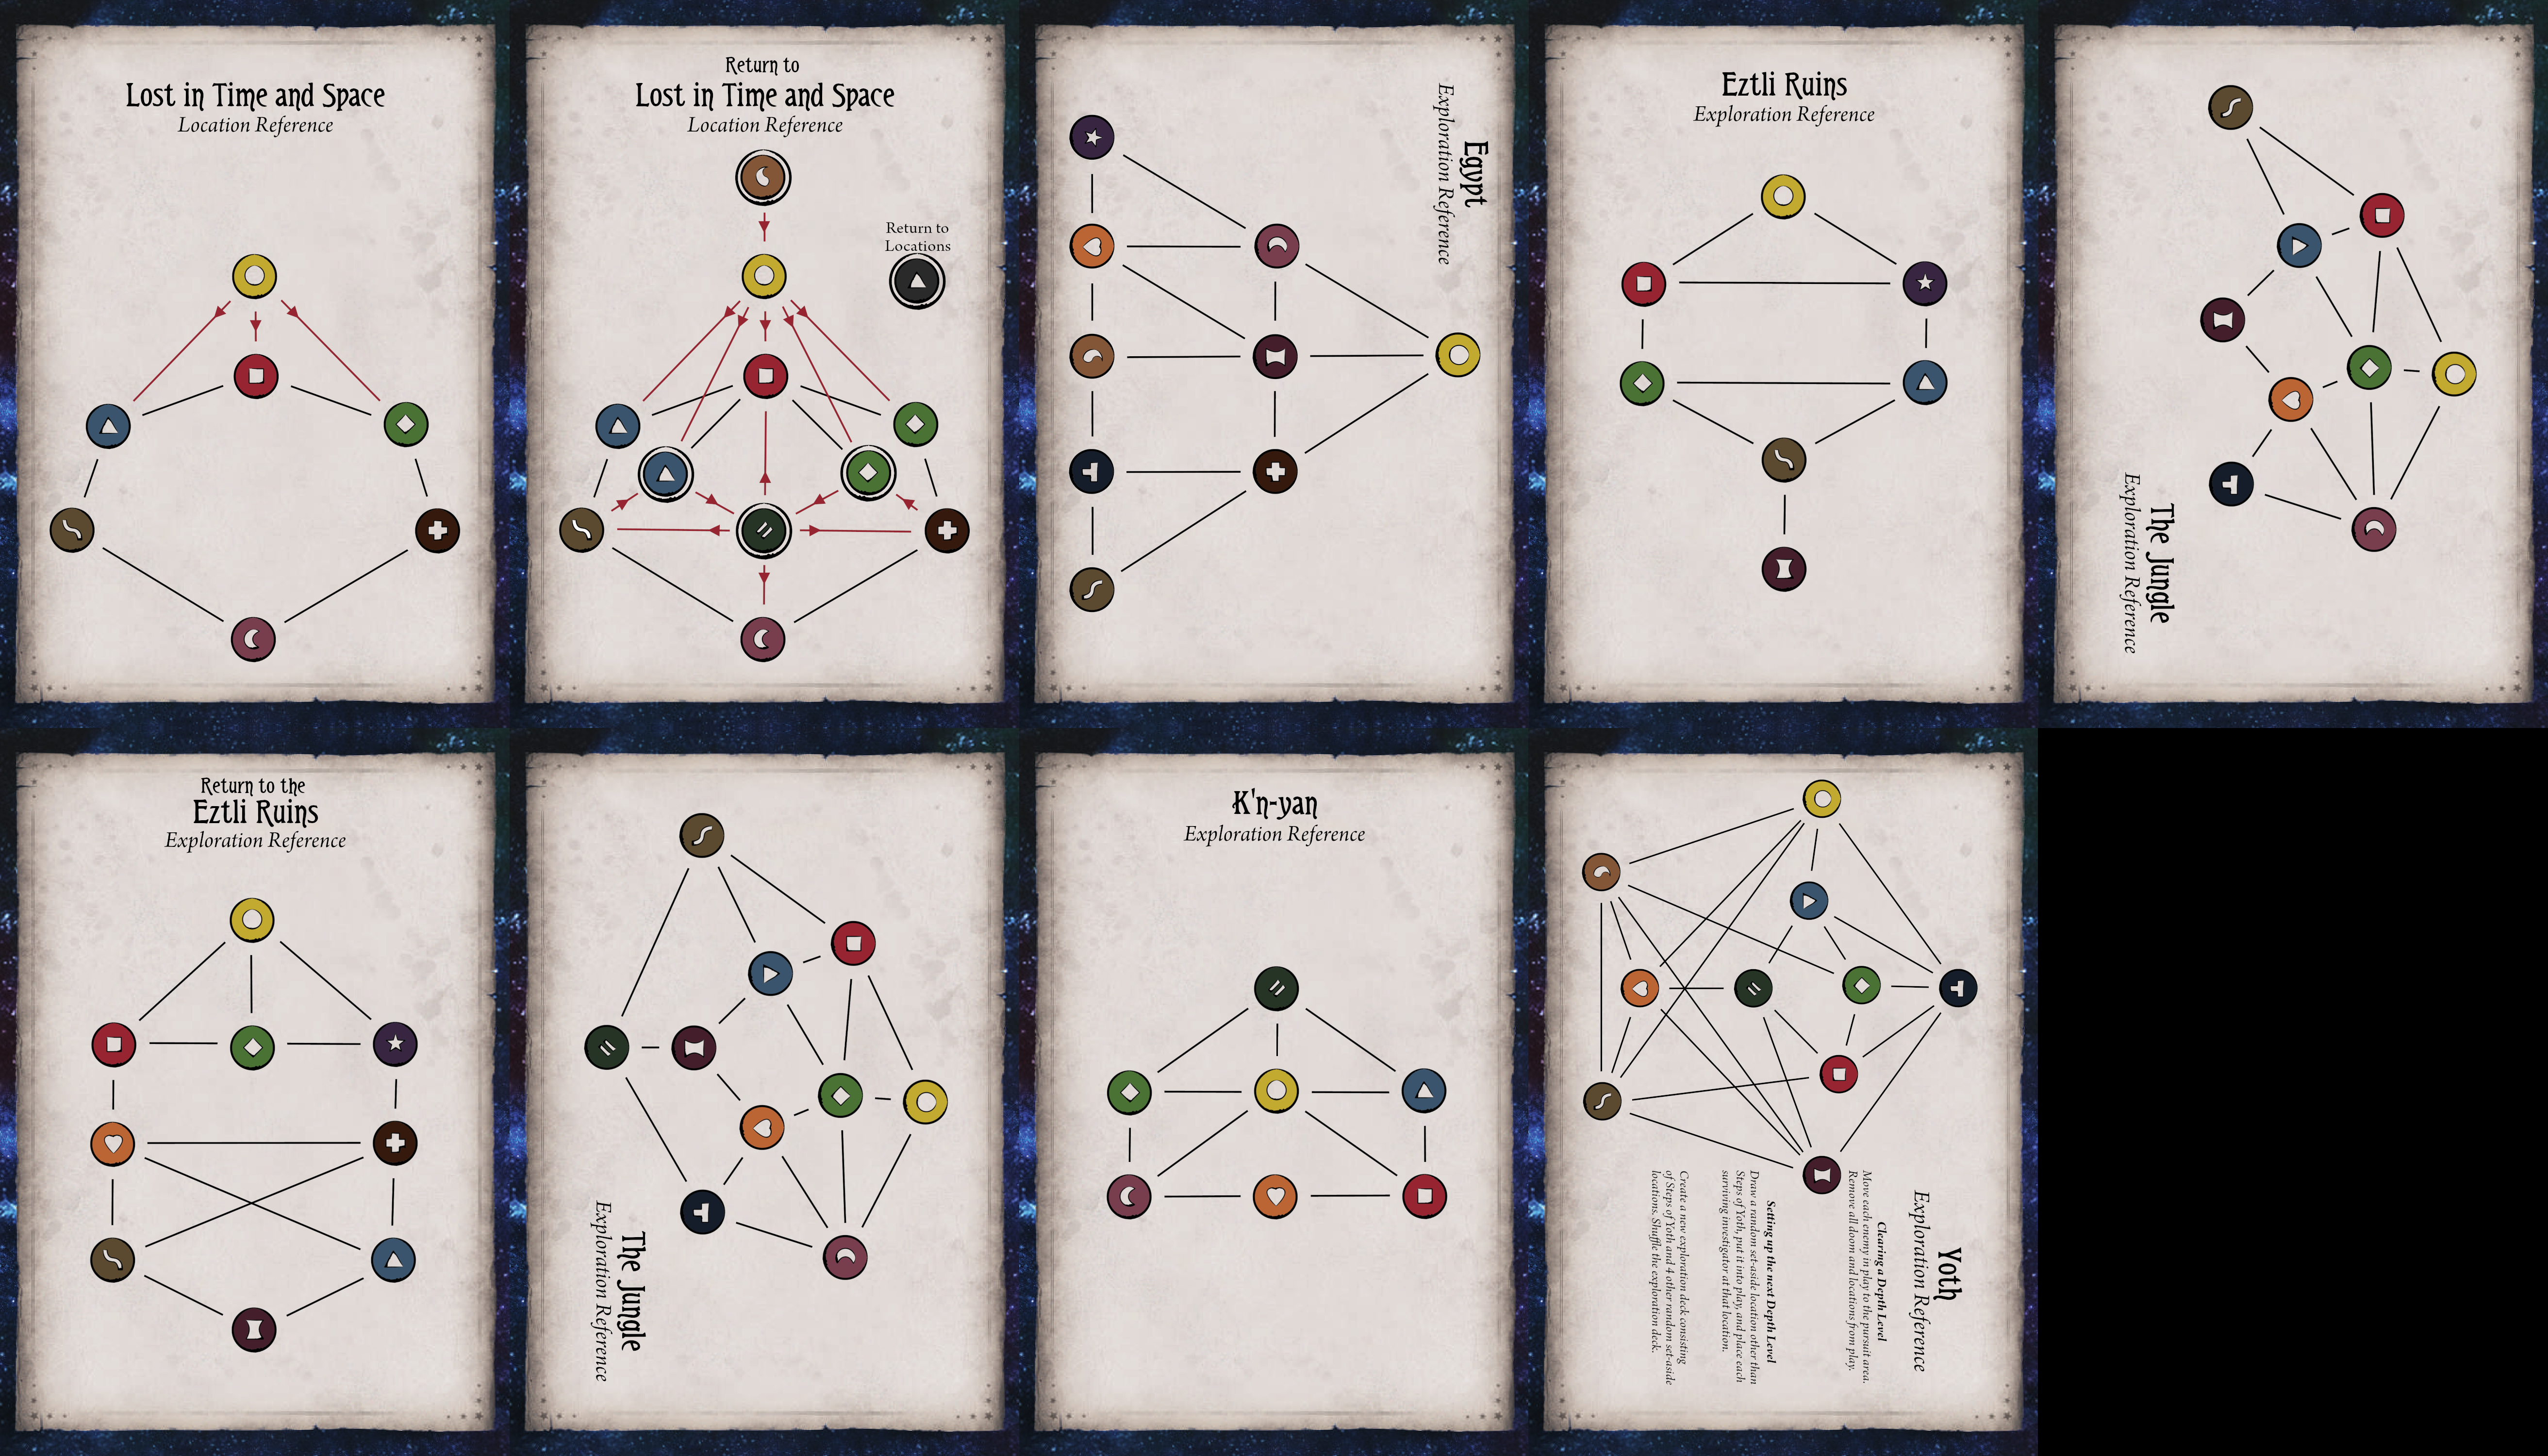 Lost in Time and Space
Location Reference
Return to
Lost in Time and Space
Location Reference
Return to
Locations
Egypt
Exploration Reference
Eztli Ruins
Exploration Reference
The Jungle
Exploration Reference
Return to the
Eztli Ruins
Exploration Reference
The Jungle
Exploration Reference
K'n-yan
Exploration Reference
Yoth
Exploration Reference
Clearing a Depth Level
Move each enemy in play to the pursuit area.
Remove all doom and locations from play.
Setting up the next Depth Level
Draw a random set-aside location other than
Steps of Yoth, put it into play, and place each
surviving investigator at that location.
Create a new exploration deck consisting
of Steps of Yoth and 4 other random set-aside
locations. Shuffle the exploration deck.